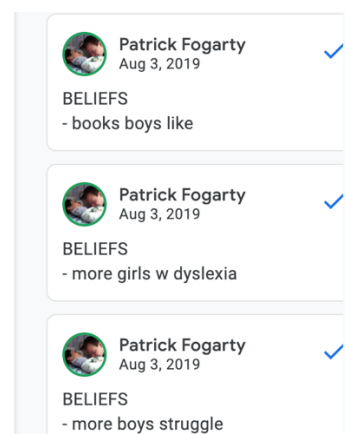 Patrick Fogarty
Aug 3, 2019
BELIEFS
- books boys like
Patrick Fogarty
Aug 3, 2019
BELIEFS
- more girls w dyslexia
Patrick Fogarty
Aug 3, 2019
BELIEFS
- more boys struggle